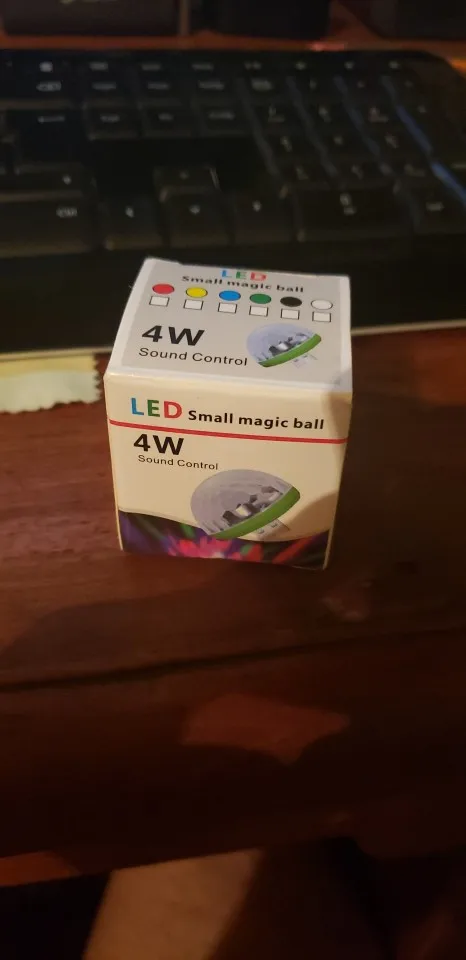 LED
Small magic ball
4W
Sound Control
LED Small magic ball
4W
Sound Control